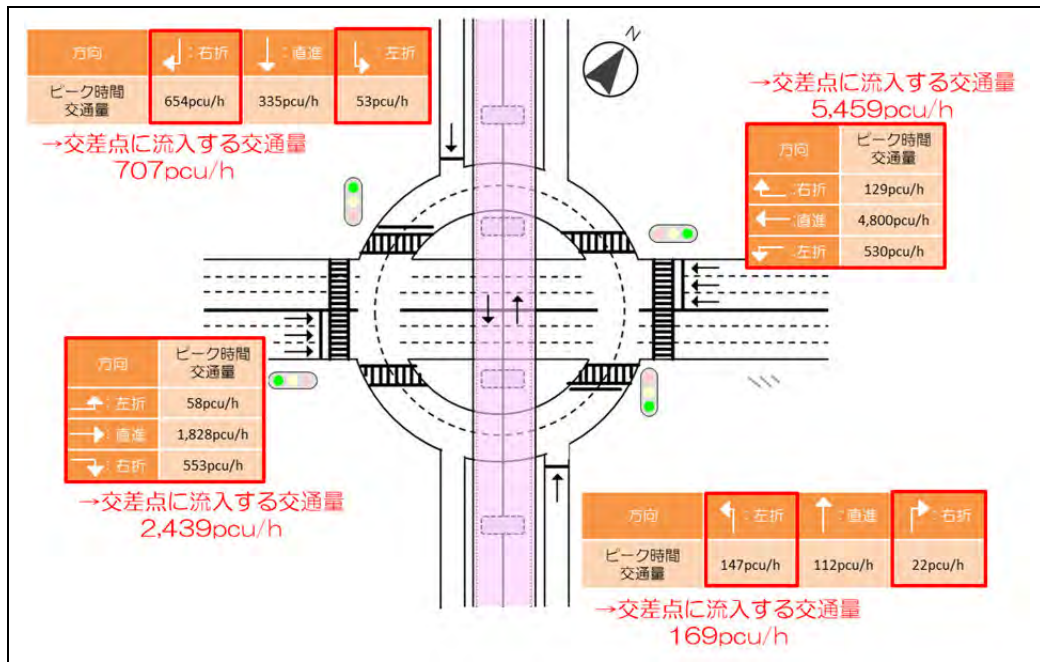 方向 :右折 :直進 :左折
ピーク時間
交通量 654pcu/h 335pcu/h 53pcu/h
→交差点に流入する交通量
707pcu/h
N
→交差点に流入する交通量
5,459pcu/h
方向 ピーク時間
交通量
:右折 129pcu/h
:直進 4,800pcu/h
:左折 530pcu/h
方向 ピーク時間
交通量
:左折 58pcu/h
:直進 1,828pcu/h
:右折 553pcu/h
→交差点に流入する交通量
2,439pcu/h
方向 :左折 :直進 :右折
ピーク時間
交通量 147pcu/h 112pcu/h 22pcu/h
→交差点に流入する交通量
169pcu/h